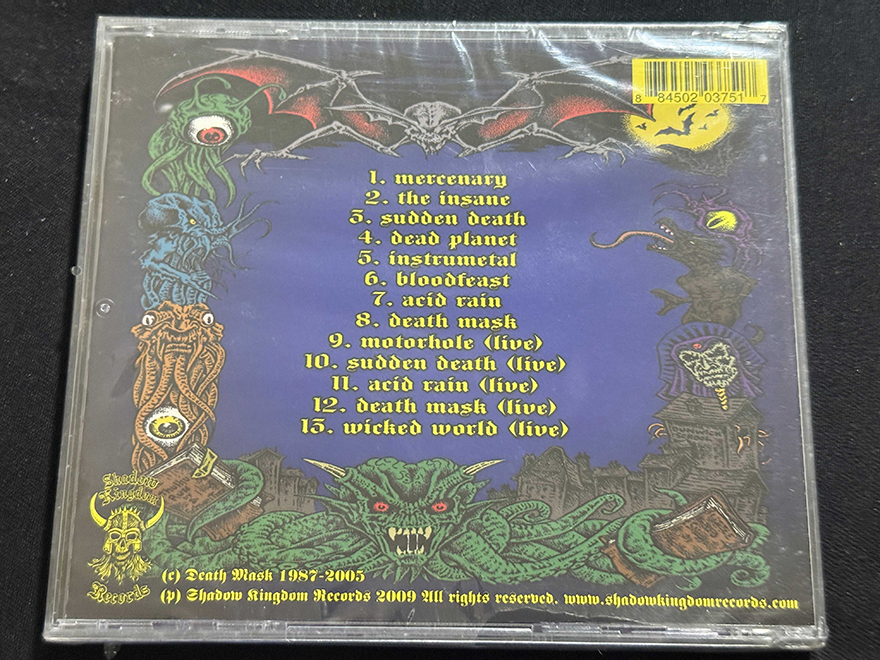 8 84502 03751 7
1. mercenary
2. the insane
3. sudden death
4. dead planet
5. instrumetal
6. bloodfeast
7. acid rain
8. death mask
9. motorhole (live)
10. sudden death (live)
11. acid rain (live)
12. death mask (live)
13. wicked world (live)
Shadow
Kingdom
Records
(c) Death Mask 1987-2005
(p) Shadow Kingdom Records 2009 All rights reserved. www.shadowkingdomrecords.com